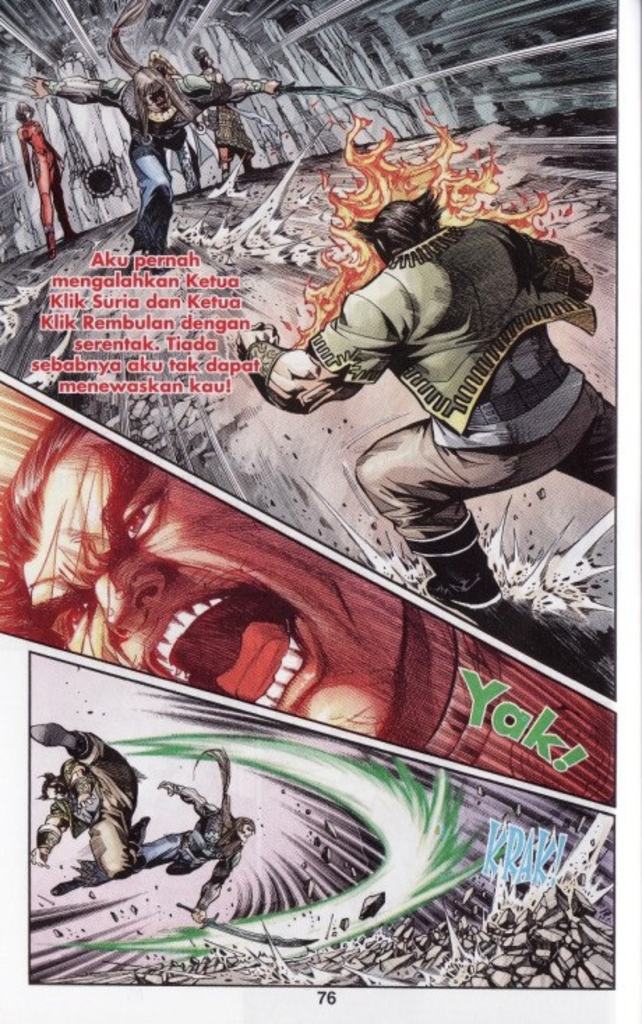 Aku pernah
mengalahkan Ketua
Klik Suria dan Ketua
Klik Rembulan dengan
serentak. Tiada
sebabnya aku tak dapat
menewaskan kau!
Yak!
KRAK!
76